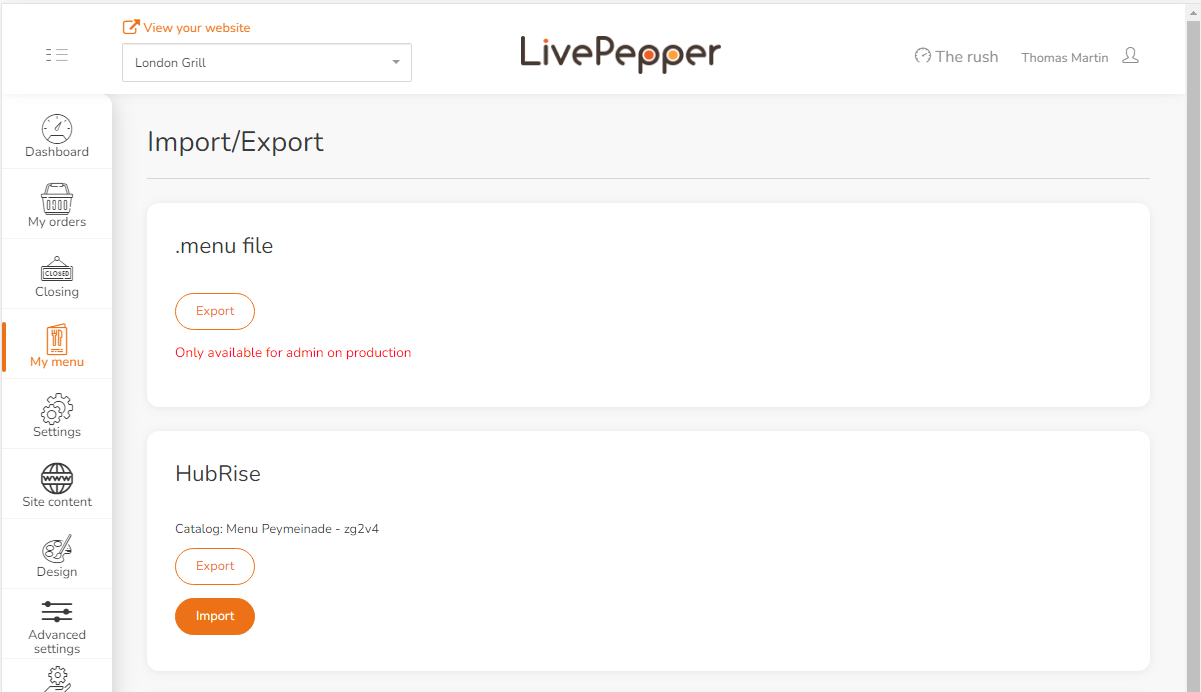 View your website
London Grill
LivePepper
The rush
Thomas Martin
Dashboard
My orders
CLOSED
Closing
My menu
Settings
WWW
Site content
Design
Advanced
settings
Import/Export
.menu file
Export
Only available for admin on production
HubRise
Catalog: Menu Peymeinade - zg2v4
Export
Import